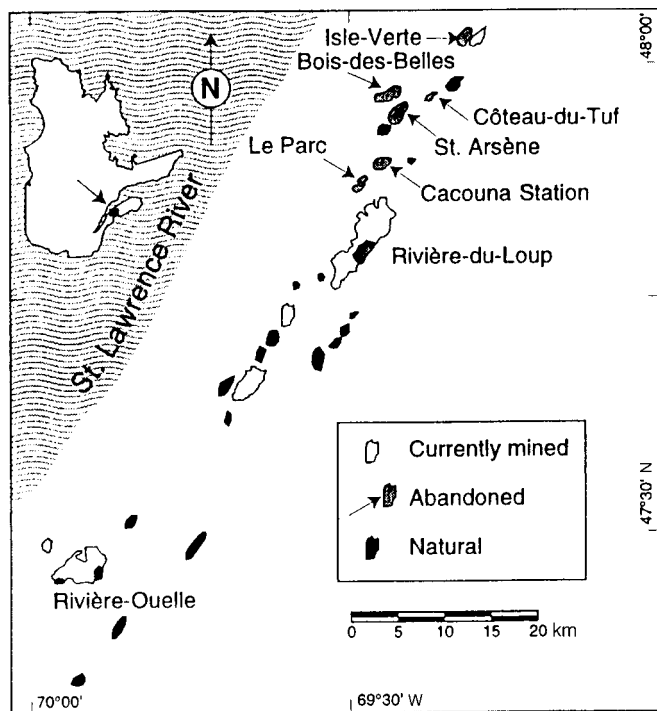 Isle-Verte
Bois-des-Belles
48°00'
N
Côteau-du-Tuf
St. Arsène
Le Parc
Cacouna Station
Rivière-du-Loup
St. Lawrence River
Currently mined
Abandoned
Natural
47°30' N
Rivière-Ouelle
0 5 10 15 20 km
70°00'
69°30' W